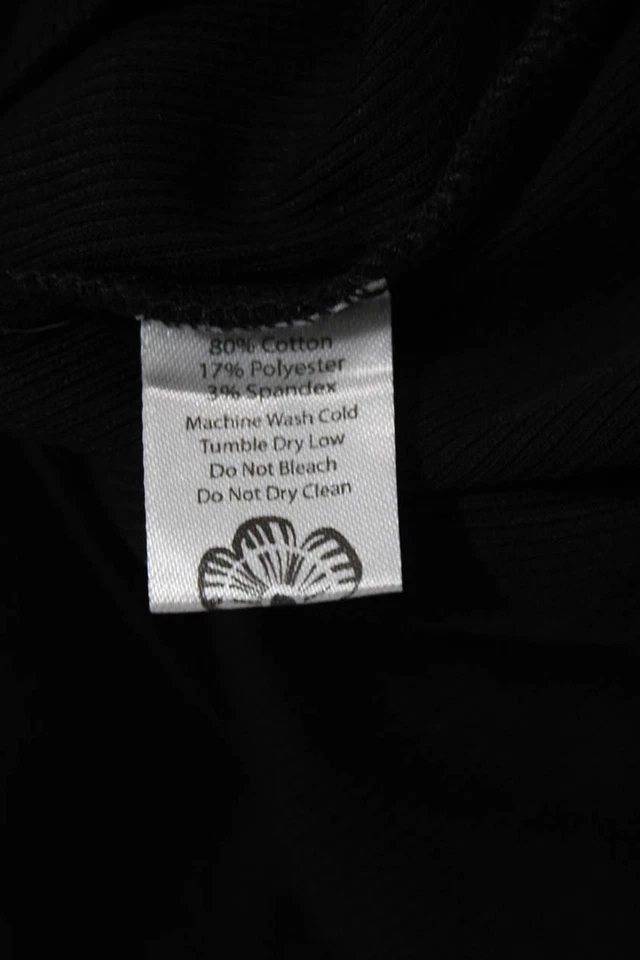 80% Cotton
17% Polyester
3% Spandex
Machine Wash Cold
Tumble Dry Low
Do Not Bleach
Do Not Dry Clean